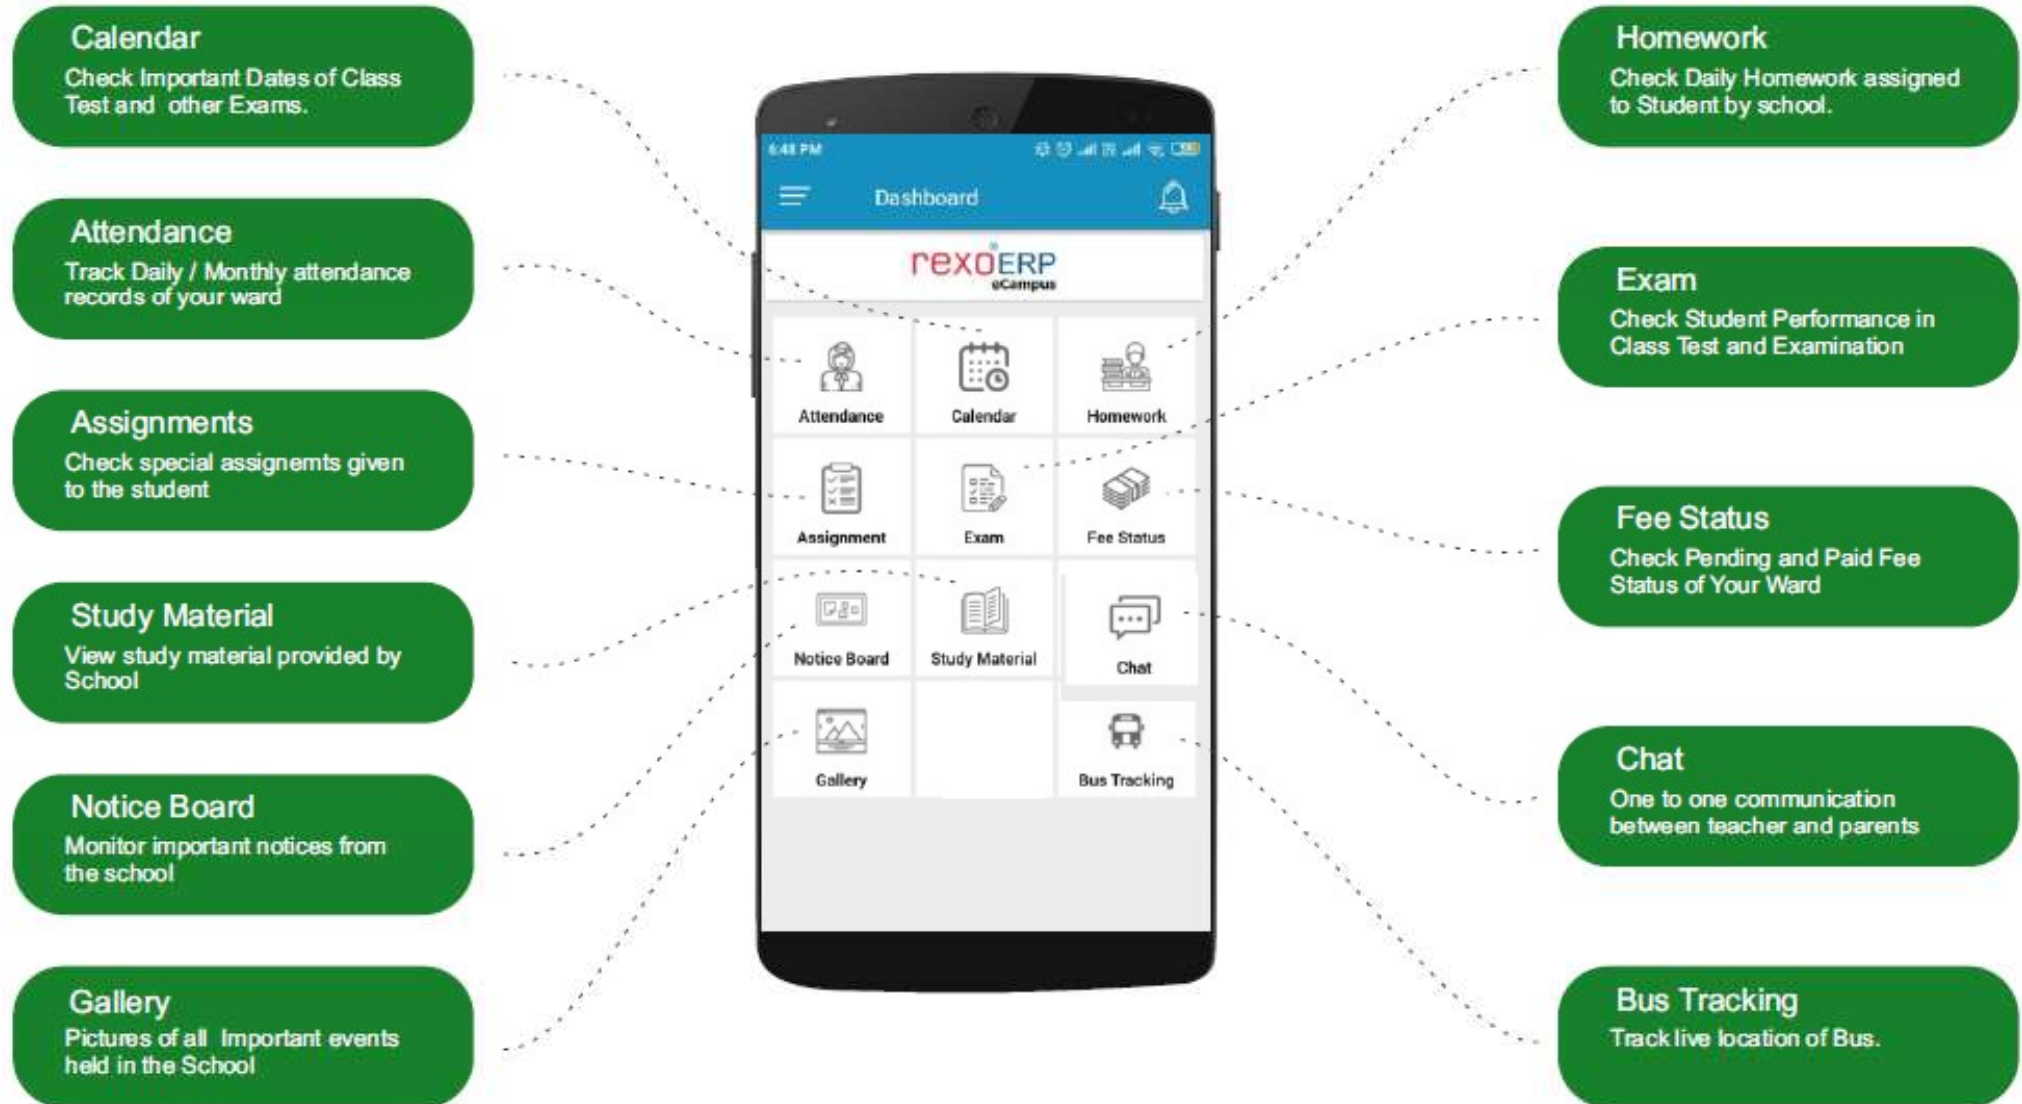 Calendar
Check Important Dates of Class
Test and other Exams.
Attendance
Track Daily / Monthly attendance
records of your ward
Assignments
Check special assignemts given
to the student
Study Material
View study material provided by
School
Notice Board
Monitor important notices from
the school
Gallery
Pictures of all Important events
held in the School
6:48 PM
Dashboard
rexoERP
eCampus
Attendance
Calendar
Homework
Assignment
Exam
Fee Status
Notice Board
Study Material
Chat
Gallery
Bus Tracking
Homework
Check Daily Homework assigned
to Student by school.
Exam
Check Student Performance in
Class Test and Examination
Fee Status
Check Pending and Paid Fee
Status of Your Ward
Chat
One to one communication
between teacher and parents
Bus Tracking
Track live location of Bus.